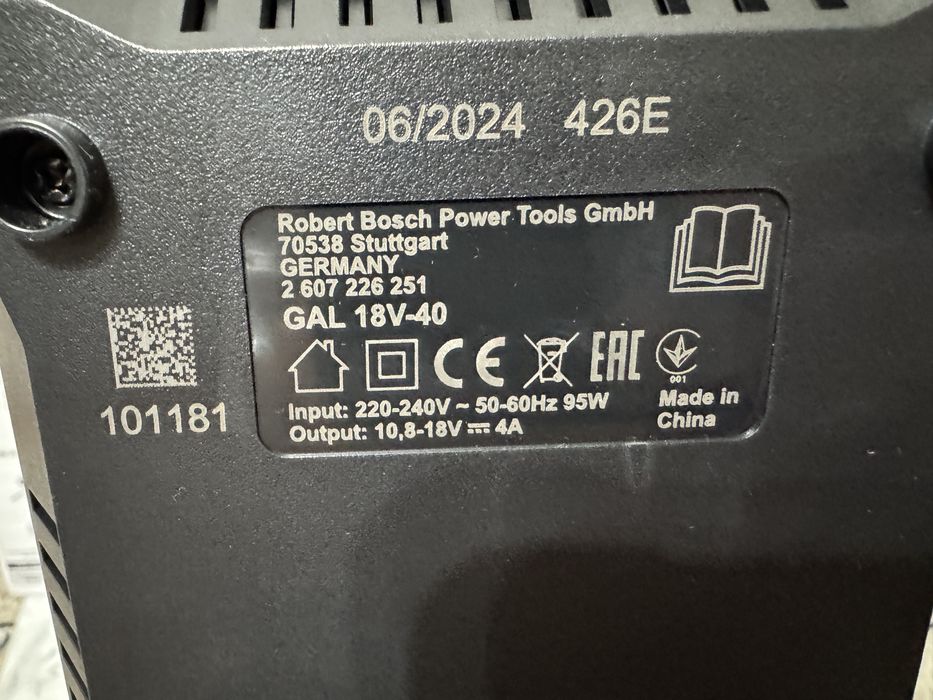 06/2024 426E
Robert Bosch Power Tools GmbH
70538 Stuttgart
GERMANY
2 607 226 251
GAL 18V-40
CE EAC
001
Input: 220-240V ~ 50-60Hz 95W
Output: 10,8-18V ⎓ 4A
Made in
China
101181